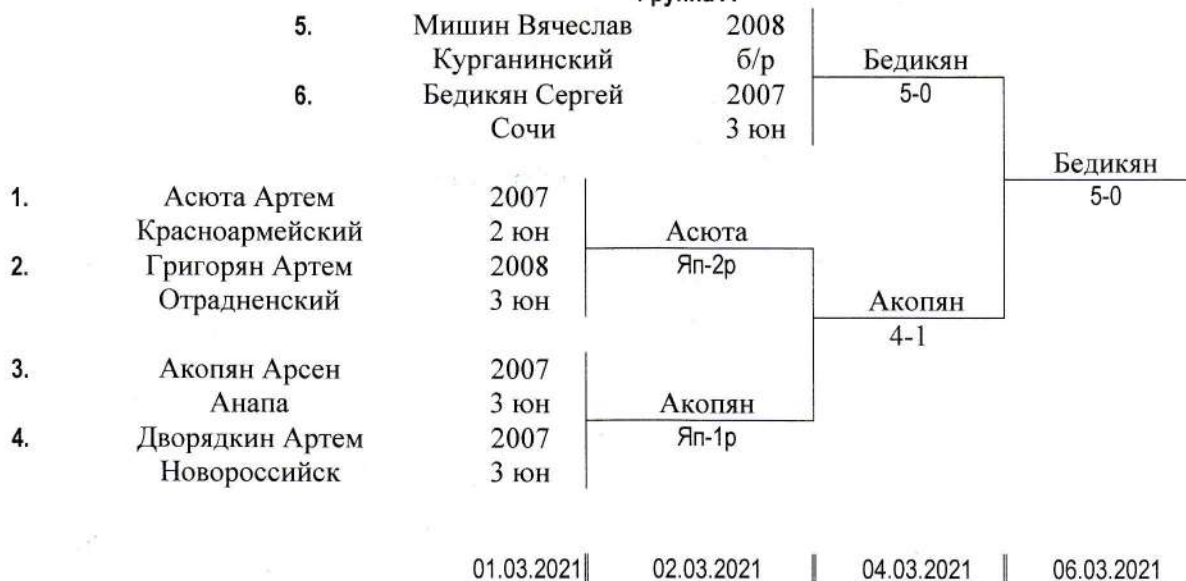 5. Мишин Вячеслав 2008
Курганинский б/р Бедикян
6. Бедикян Сергей 2007 5-0
Сочи 3 юн
Бедикян
1. Асюта Артем 2007 5-0
Красноармейский 2 юн Асюта
2. Григорян Артем 2008 Яп-2р
Отрадненский 3 юн Акопян
4-1
3. Акопян Арсен 2007
Анапа 3 юн Акопян
4. Дворядкин Артем 2007 Яп-1р
Новороссийск 3 юн
01.03.2021 02.03.2021 04.03.2021 06.03.2021